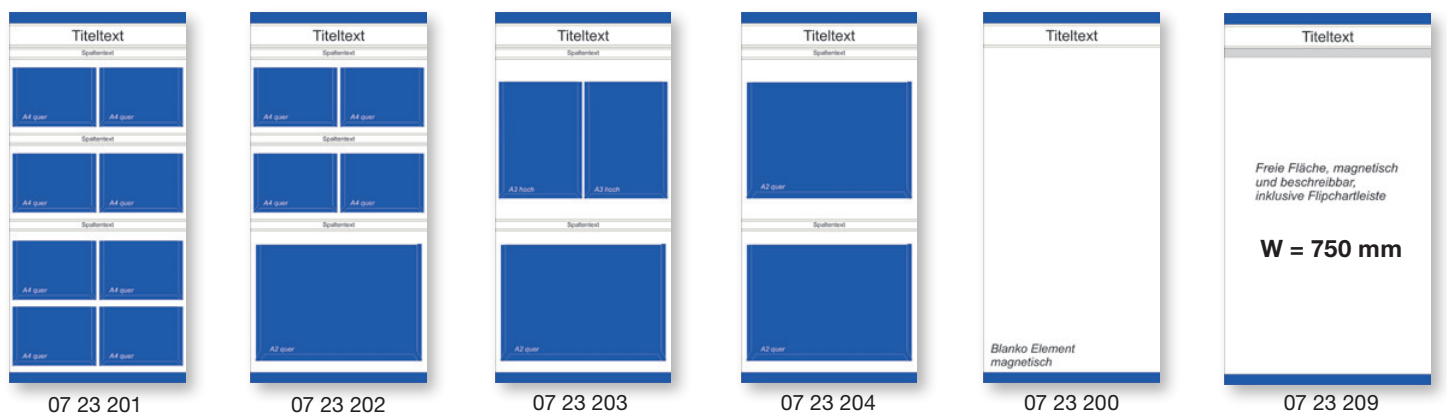 Titeltext
Spaltentext
A4 quer A4 quer
Spaltentext
A4 quer A4 quer
Spaltentext
A4 quer A4 quer
A4 quer A4 quer
07 23 201
Titeltext
Spaltentext
A4 quer A4 quer
Spaltentext
A4 quer A4 quer
Spaltentext
A2 quer
07 23 202
Titeltext
Spaltentext
A3 hoch A3 hoch
Spaltentext
A2 quer
07 23 203
Titeltext
Spaltentext
A2 quer
Spaltentext
A2 quer
07 23 204
Titeltext
Blanko Element
magnetisch
07 23 200
Titeltext
Freie Fläche, magnetisch
und beschreibbar,
inklusive Flipchartleiste
W = 750 mm
07 23 209